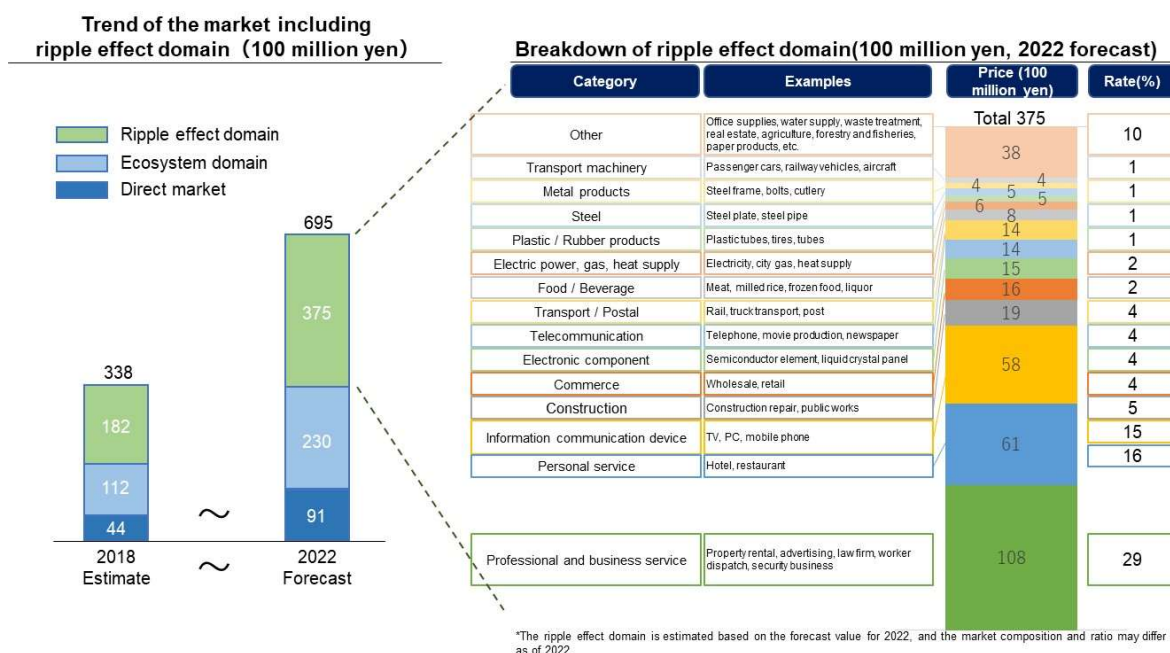 Trend of the market including
ripple effect domain (100 million yen)
Ripple effect domain
Ecosystem domain
Direct market
338
182
112
44
2018
Estimate
～
～
695
375
230
91
2022
Forecast
Breakdown of ripple effect domain(100 million yen, 2022 forecast)
Category
Examples
Price (100
million yen)
Rate(%)
Total 375
Other
Office supplies, water supply, waste treatment,
real estate, agriculture, forestry and fisheries,
paper products, etc.
38
10
Transport machinery
Passenger cars, railway vehicles, aircraft
4
1
Metal products
Steel frame, bolts, cutlery
4
1
Steel
Steel plate, steel pipe
5
1
Plastic / Rubber products
Plastic tubes, tires, tubes
5
1
Electric power, gas, heat supply
Electricity, city gas, heat supply
6
2
Food / Beverage
Meat, milled rice, frozen food, liquor
8
2
Transport / Postal
Rail, truck transport, post
14
4
Telecommunication
Telephone, movie production, newspaper
14
4
Electronic component
Semiconductor element, liquid crystal panel
15
4
Commerce
Wholesale, retail
16
4
Construction
Construction repair, public works
19
5
Information communication device
TV, PC, mobile phone
58
15
Personal service
Hotel, restaurant
61
16
Professional and business service
Property rental, advertising, law firm, worker
dispatch, security business
108
29
*The ripple effect domain is estimated based on the forecast value for 2022, and the market composition and ratio may differ
as of 2022